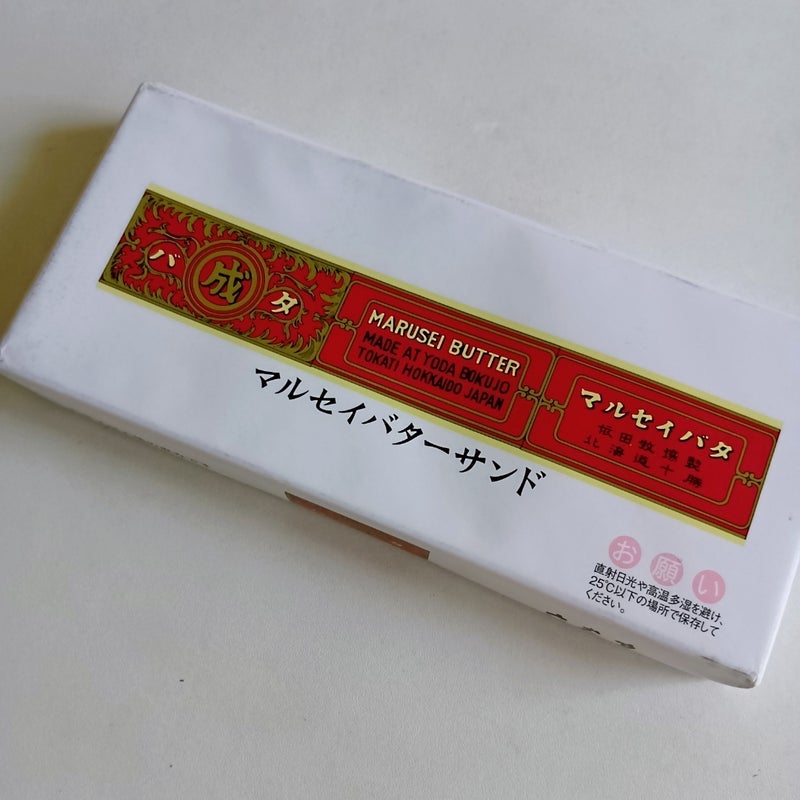 バ 成 タ
MARUSEI BUTTER
MADE AT YODA BOKUJO
TOKATI HOKKAIDO JAPAN
マルセイバタ
依田牧場製
北海道十勝
マルセイバターサンド
お願い
直射日光や高温多湿を避け、
25℃以下の場所で保存して
ください。